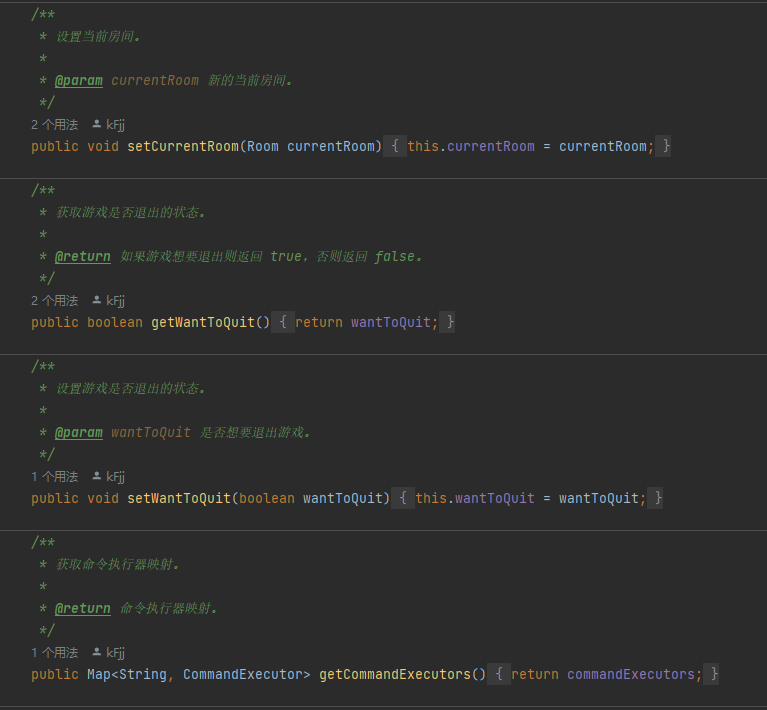 /**
* 设置当前房间。
*
* @param currentRoom 新的当前房间。
*/
2 个用法 kFjj
public void setCurrentRoom(Room currentRoom) { this.currentRoom = currentRoom; }
/**
* 获取游戏是否退出的状态。
*
* @return 如果游戏想要退出则返回 true，否则返回 false。
*/
2 个用法 kFjj
public boolean getWantToQuit() { return wantToQuit; }
/**
* 设置游戏是否退出的状态。
*
* @param wantToQuit 是否想要退出游戏。
*/
1 个用法 kFjj
public void setWantToQuit(boolean wantToQuit) { this.wantToQuit = wantToQuit; }
/**
* 获取命令执行器映射。
*
* @return 命令执行器映射。
*/
1 个用法 kFjj
public Map<String, CommandExecutor> getCommandExecutors() { return commandExecutors; }